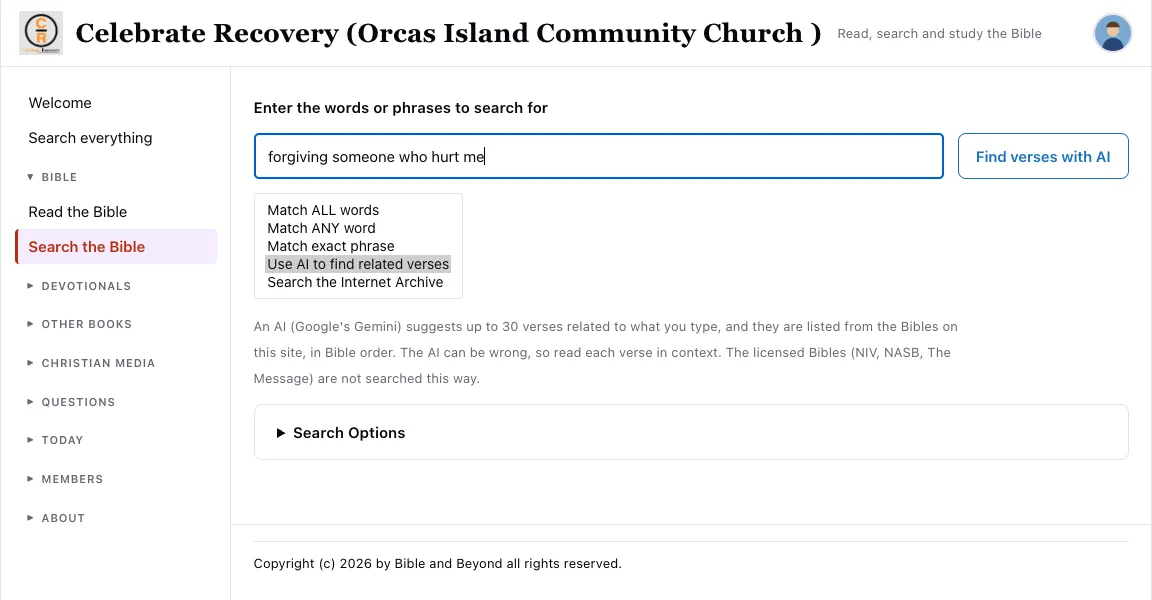 Celebrate Recovery (Orcas Island Community Church )
Read, search and study the Bible
Welcome
Search everything
BIBLE
Read the Bible
Search the Bible
DEVOTIONALS
OTHER BOOKS
CHRISTIAN MEDIA
QUESTIONS
TODAY
MEMBERS
ABOUT
Enter the words or phrases to search for
forgiving someone who hurt me
Find verses with AI
Match ALL words
Match ANY word
Match exact phrase
Use AI to find related verses
Search the Internet Archive
An AI (Google's Gemini) suggests up to 30 verses related to what you type, and they are listed from the Bibles on
this site, in Bible order. The AI can be wrong, so read each verse in context. The licensed Bibles (NIV, NASB, The
Message) are not searched this way.
Search Options
Copyright (c) 2026 by Bible and Beyond all rights reserved.